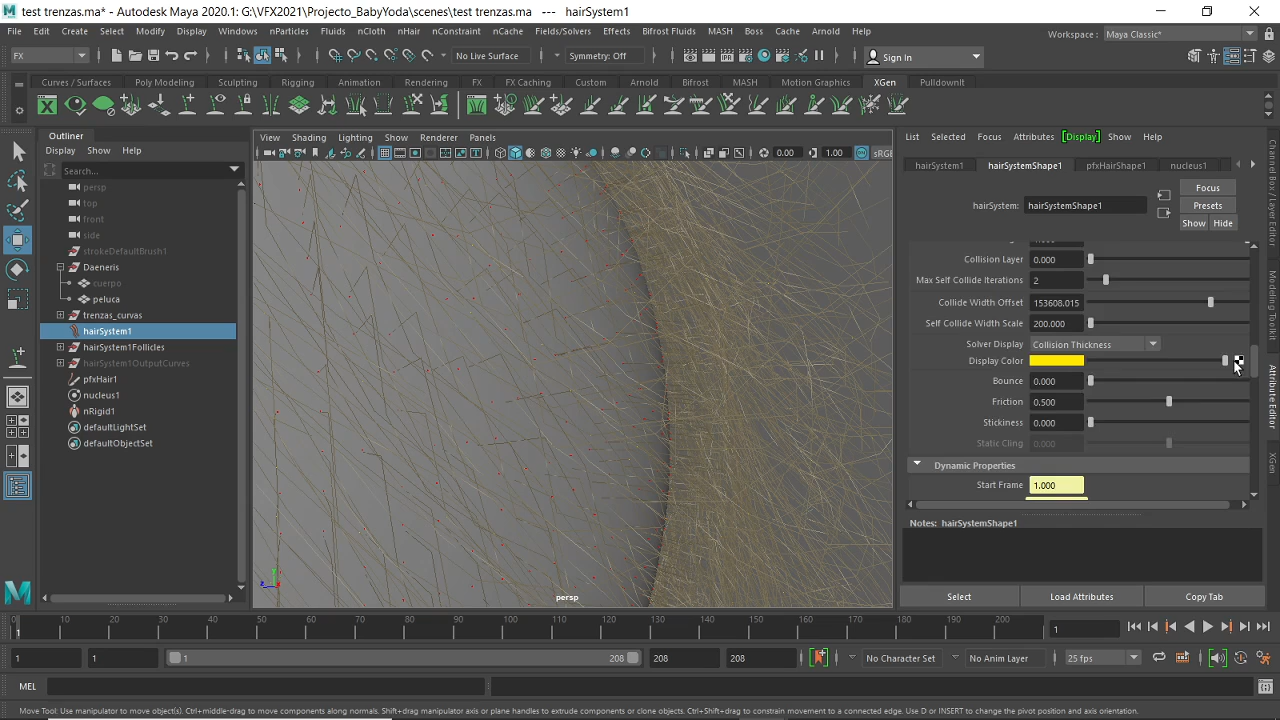 test trenzas.ma* - Autodesk Maya 2020.1: G:\VFX2021\Projecto_BabyYoda\scenes\test trenzas.ma --- hairSystem1
File Edit Create Select Modify Display Windows nParticles Fluids nCloth nHair nConstraint nCache Fields/Solvers Effects Bifrost Fluids MASH Boss Cache Arnold Help
Workspace : Maya Classic*
FX
No Live Surface
Symmetry: Off
Sign In
Curves / Surfaces Poly Modeling Sculpting Rigging Animation Rendering FX FX Caching Custom Arnold Bifrost MASH Motion Graphics XGen PullDownIt
Outliner
Display Show Help
Search...
persp
top
front
side
strokeDefaultBrush1
Daeneris
cuerpo
peluca
trenzas_curvas
hairSystem1
hairSystem1Follicles
hairSystem1OutputCurves
pfxHair1
nucleus1
nRigid1
defaultLightSet
defaultObjectSet
View Shading Lighting Show Renderer Panels
0.00 1.00 sRGB
persp
List Selected Focus Attributes [Display] Show Help
hairSystem1 hairSystemShape1 pfxHairShape1 nucleus1
Focus
hairSystem: hairSystemShape1
Presets
Show Hide
Collision Layer 0.000
Max Self Collide Iterations 2
Collide Width Offset 153608.015
Self Collide Width Scale 200.000
Solver Display Collision Thickness
Display Color
Bounce 0.000
Friction 0.500
Stickiness 0.000
Static Cling 0.000
Dynamic Properties
Start Frame 1.000
Notes: hairSystemShape1
Select Load Attributes Copy Tab
Channel Box / Layer Editor
Modeling Toolkit
Attribute Editor
XGen
0 10 20 30 40 50 60 70 80 90 100 110 120 130 140 150 160 170 180 190 200
1
1
1 1 1 208 208 208 No Character Set No Anim Layer 25 fps
MEL
Move Tool: Use manipulator to move object(s). Ctrl+middle-drag to move components along normals. Shift+drag manipulator axis or plane handles to extrude components or clone objects. Ctrl+Shift+drag to constrain movement to a connected edge. Use D or INSERT to change the pivot position and axis orientation.